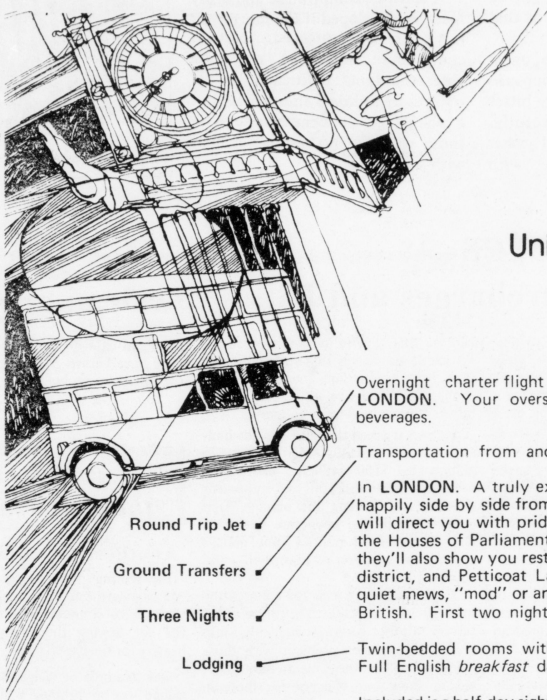 Un
Overnight charter flight
LONDON. Your overs
beverages.
Transportation from and
In LONDON. A truly ex
happily side by side from
will direct you with prid
the Houses of Parliament
they'll also show you rest
district, and Petticoat L
quiet mews, "mod" or ar
British. First two night
Twin-bedded rooms wit
Full English breakfast d
Round Trip Jet
Ground Transfers
Three Nights
Lodging